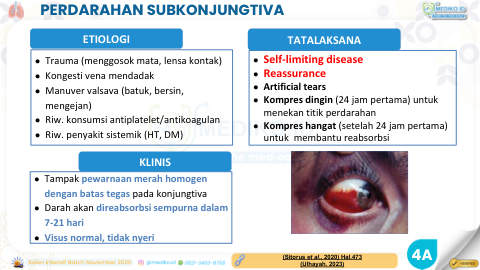 PERDARAHAN SUBKONJUNGTIVA
ETIOLOGI
• Trauma (menggosok mata, lensa kontak)
• Kongesti vena mendadak
• Manuver valsava (batuk, bersin,
mengejan)
• Riw. konsumsi antiplatelet/antikoagulan
• Riw. penyakit sistemik (HT, DM)
KLINIS
• Tampak pewarnaan merah homogen
dengan batas tegas pada konjungtiva
• Darah akan direabsorbsi sempurna dalam
7-21 hari
• Visus normal, tidak nyeri
TATALAKSANA
• Self-limiting disease
• Reassurance
• Artificial tears
• Kompres dingin (24 jam pertama) untuk
menekan titik perdarahan
• Kompres hangat (setelah 24 jam pertama)
untuk membantu reabsorbsi
(Sitorus et al., 2020) Hal.473
(Ulhayah, 2023)
4A